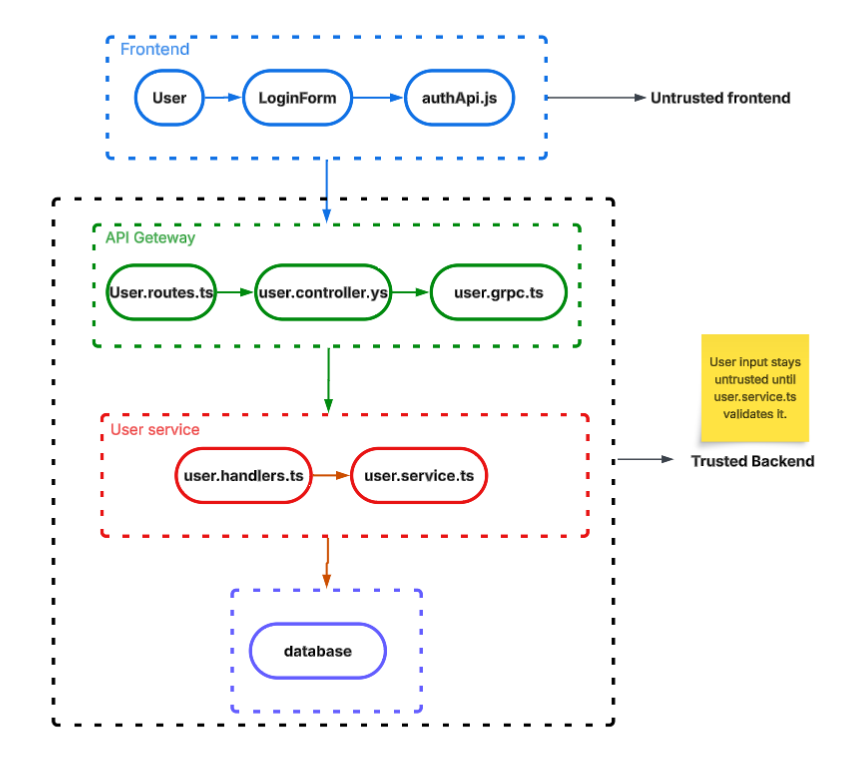 Frontend
User
LoginForm
authApi.js
Untrusted frontend
API Geteway
User.routes.ts
user.controller.ys
user.grpc.ts
User input stays
untrusted until
user.service.ts
validates it.
User service
Trusted Backend
user.handlers.ts
user.service.ts
database